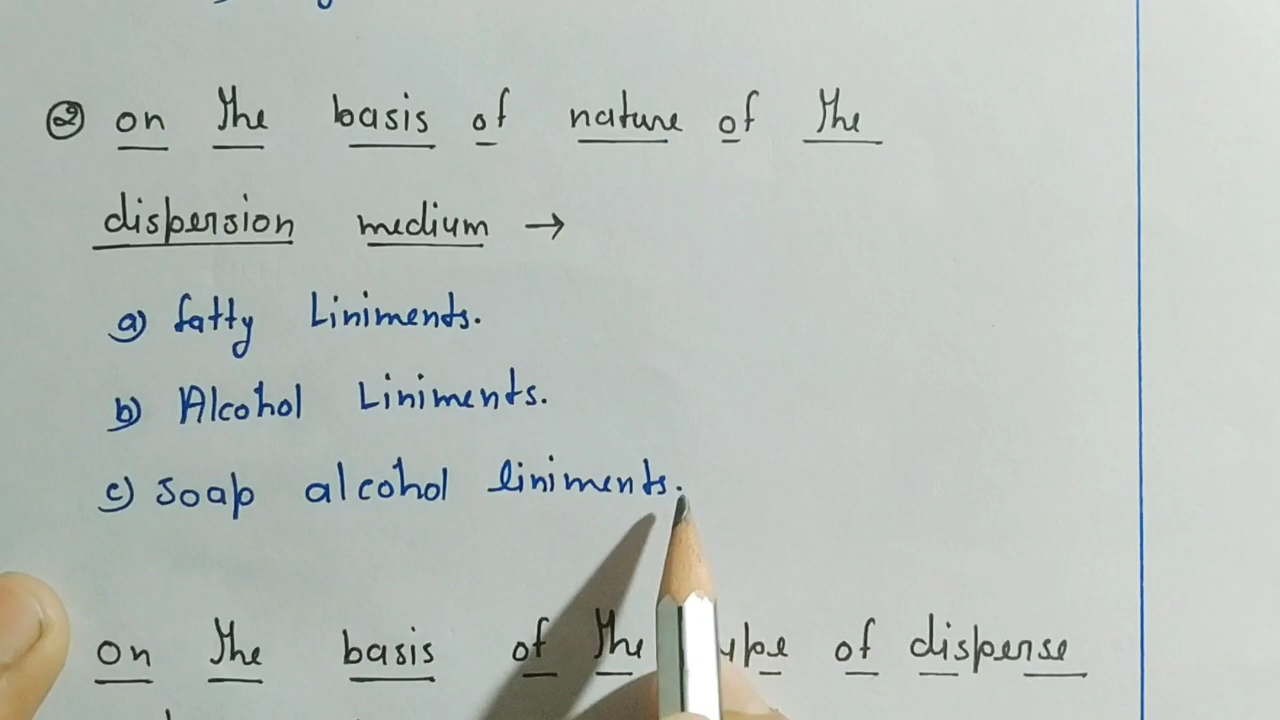 ② on the basis of nature of the
dispersion medium →
a) fatty Liniments.
b) Alcohol Liniments.
c) Soap alcohol liniments.
on the basis of the of disperse